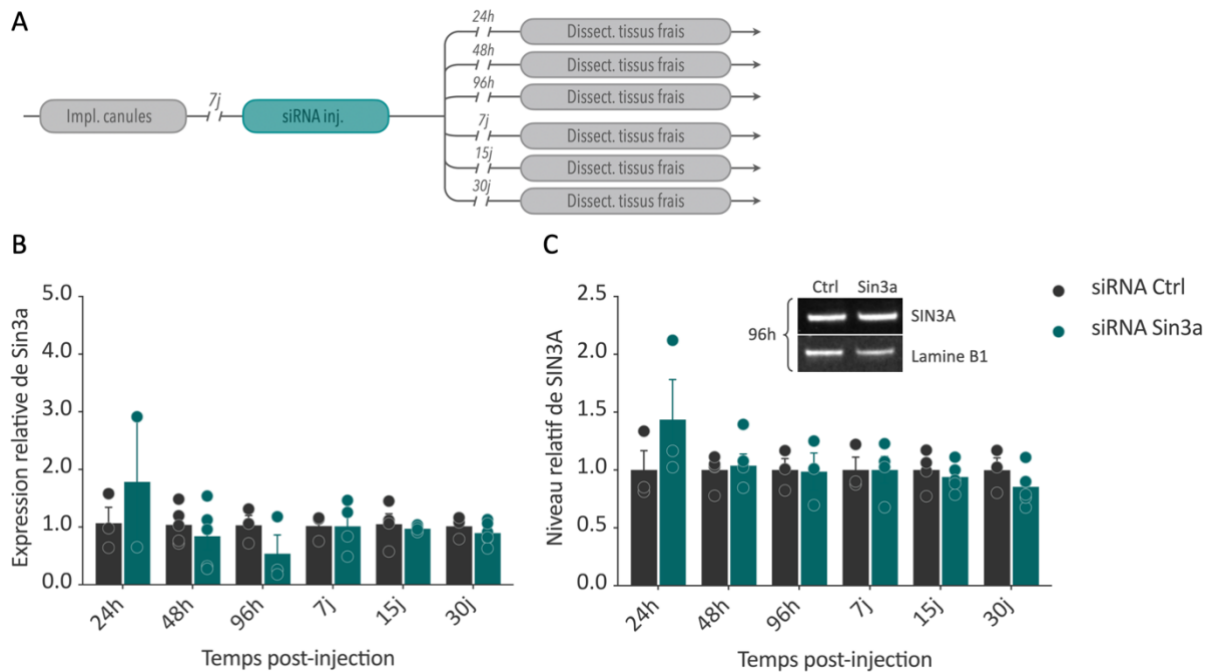 A
24h
Dissect. tissus frais
48h
Dissect. tissus frais
96h
Dissect. tissus frais
Impl. canules
7j
siRNA inj.
7j
Dissect. tissus frais
15j
Dissect. tissus frais
30j
Dissect. tissus frais
B
Expression relative de Sin3a
5.0
3.0
2.0
1.0
0.0
24h
48h
96h
7j
15j
30j
Temps post-injection
C
Niveau relatif de SIN3A
2.5
2.0
1.5
1.0
0.5
0.0
24h
48h
96h
7j
15j
30j
Temps post-injection
Ctrl Sin3a
96h
SIN3A
Lamine B1
siRNA Ctrl
siRNA Sin3a